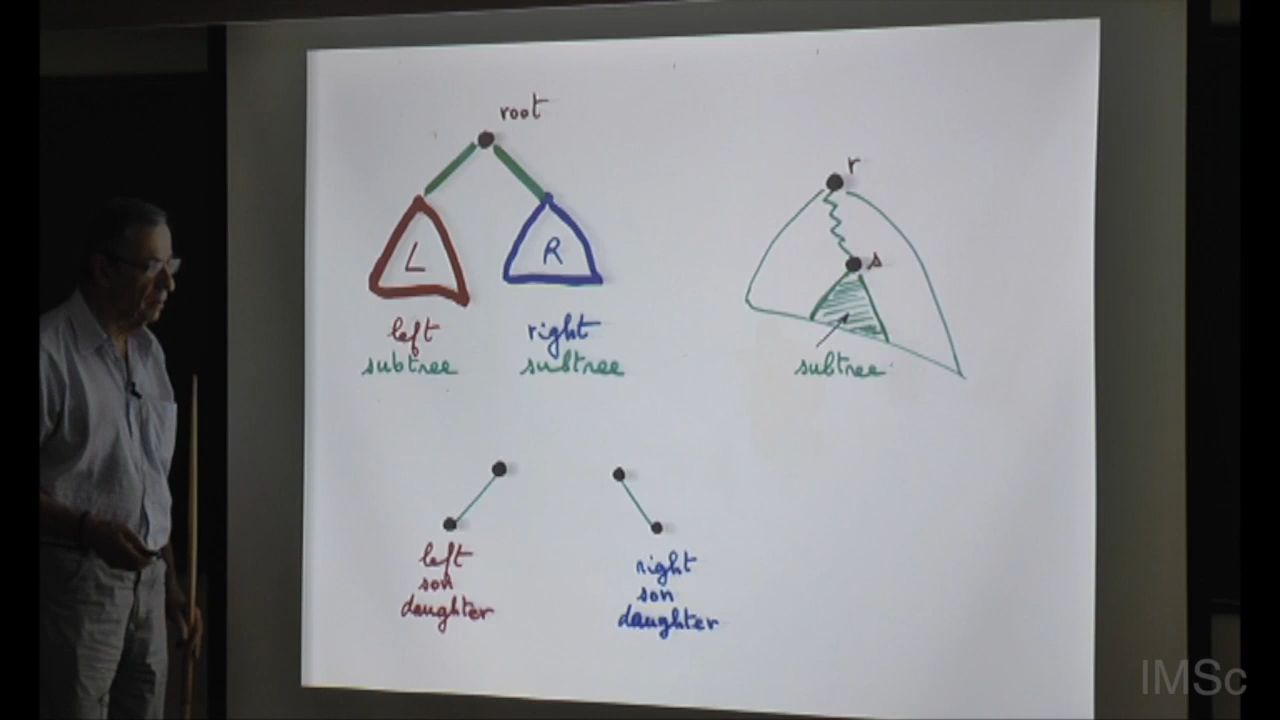 root
L
R
left
subtree
right
subtree
r
s
subtree
left
son
daughter
right
son
daughter
IMSc